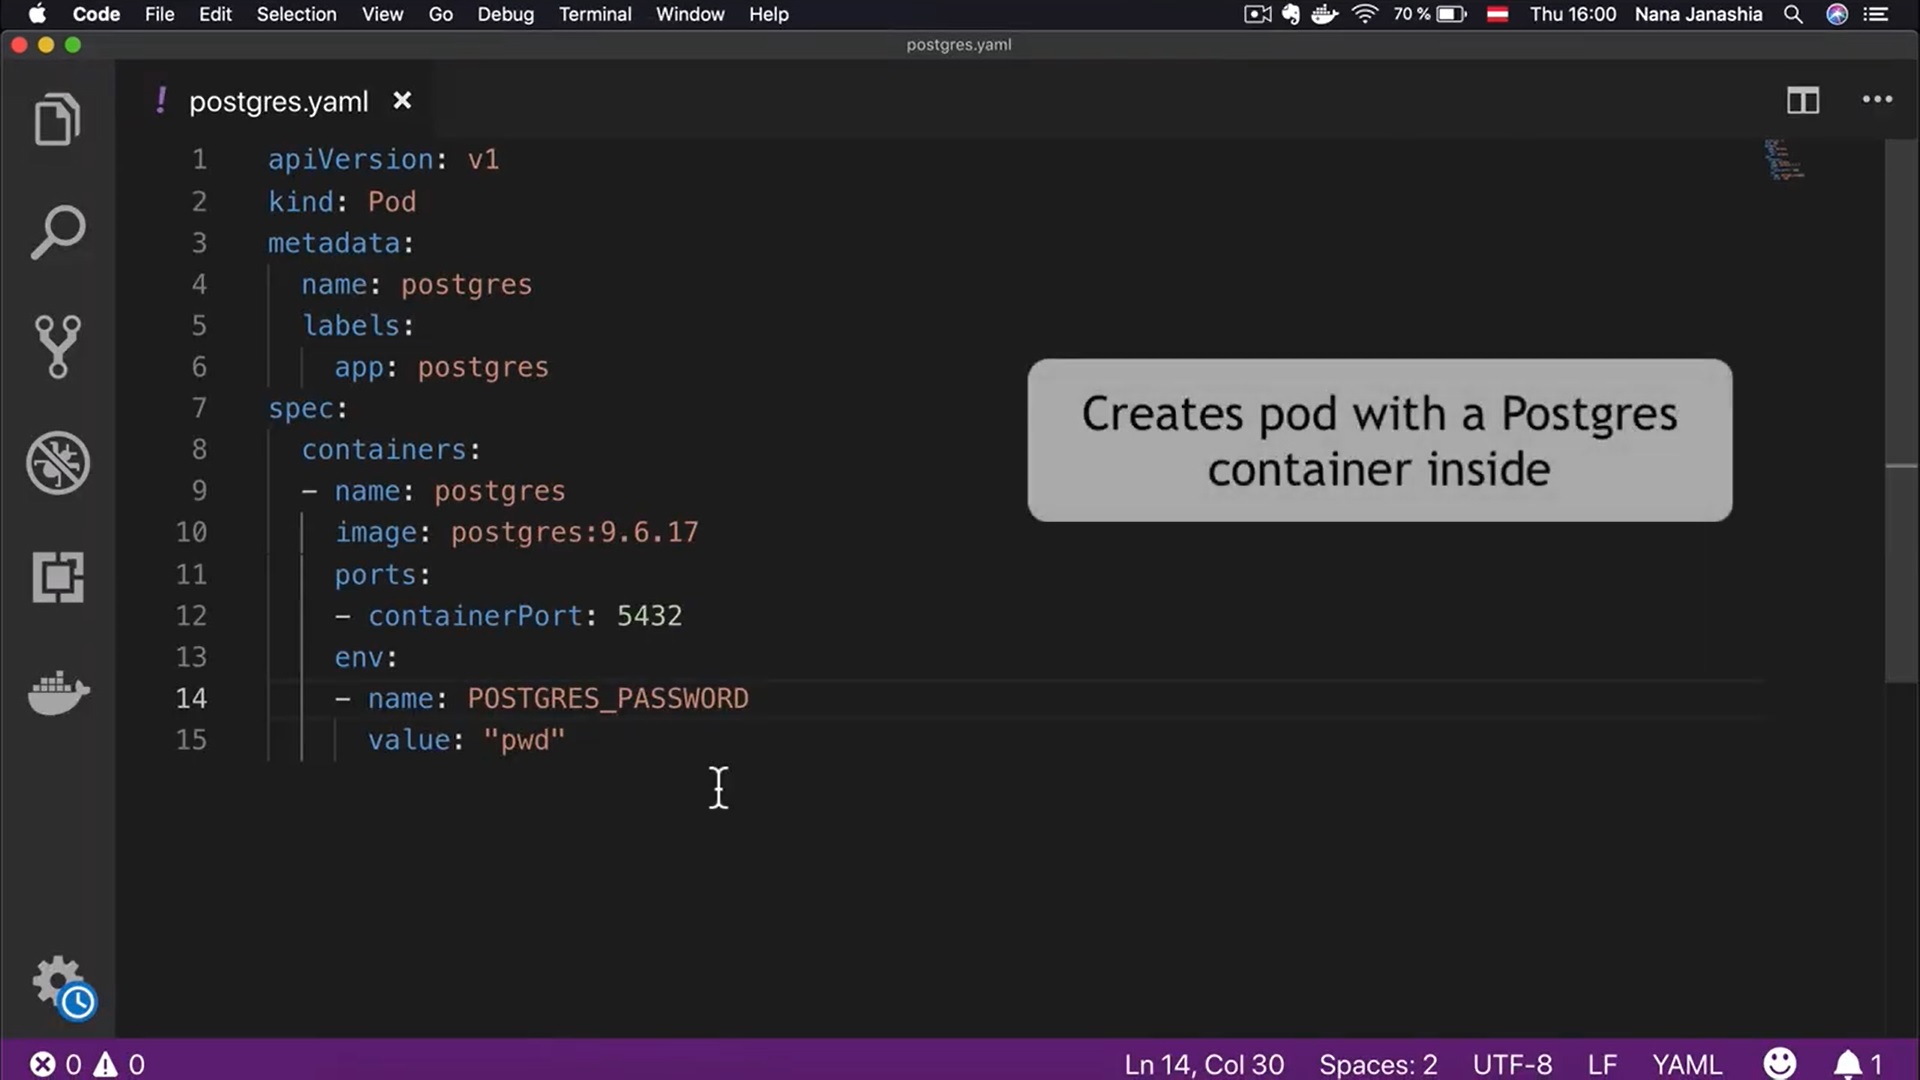 Code File Edit Selection View Go Debug Terminal Window Help 70 % Thu 16:00 Nana Janashia
postgres.yaml
! postgres.yaml
1 apiVersion: v1
2 kind: Pod
3 metadata:
4 name: postgres
5 labels:
6 app: postgres
7 spec:
8 containers:
9 - name: postgres
10 image: postgres:9.6.17
11 ports:
12 - containerPort: 5432
13 env:
14 - name: POSTGRES_PASSWORD
15 value: "pwd"
Creates pod with a Postgres
container inside
0 0 Ln 14, Col 30 Spaces: 2 UTF-8 LF YAML 1